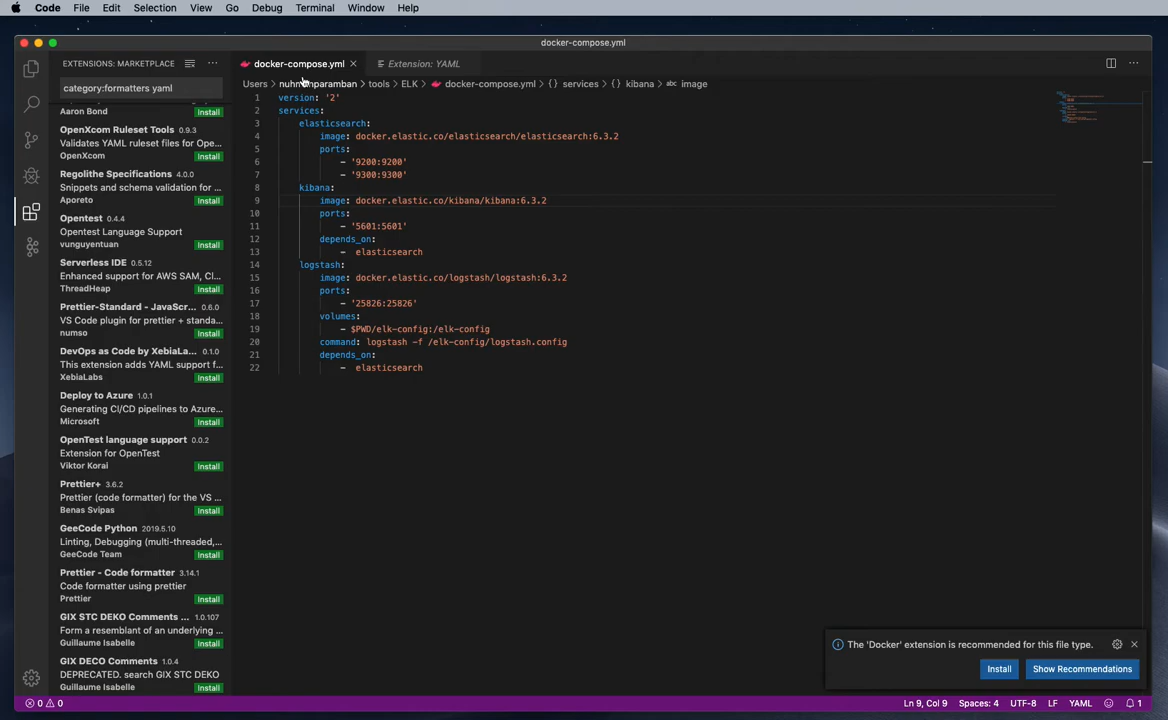 Code File Edit Selection View Go Debug Terminal Window Help
docker-compose.yml
EXTENSIONS: MARKETPLACE
category:formatters yaml
Aaron Bond
Install
OpenXcom Ruleset Tools 0.9.3
Validates YAML ruleset files for Ope...
OpenXcom
Install
Regolithe Specifications 4.0.0
Snippets and schema validation for ...
Aporeto
Install
Opentest 0.4.4
Opentest Language Support
vunguyentuan
Install
Serverless IDE 0.5.12
Enhanced support for AWS SAM, Cl...
ThreadHeap
Install
Prettier-Standard - JavaScr... 0.6.0
VS Code plugin for prettier + standa...
numso
Install
DevOps as Code by XebiaLa... 0.1.0
This extension adds YAML support f...
XebiaLabs
Install
Deploy to Azure 1.0.1
Generating CI/CD pipelines to Azure...
Microsoft
Install
OpenTest language support 0.0.2
Extension for OpenTest
Viktor Korai
Install
Prettier+ 3.6.2
Prettier (code formatter) for the VS ...
Benas Svipas
Install
GeeCode Python 2019.5.10
Linting, Debugging (multi-threaded,...
GeeCode Team
Install
Prettier - Code formatter 3.14.1
Code formatter using prettier
Prettier
Install
GIX STC DEKO Comments ... 1.0.107
Form a resemblant of an underlying ...
Guillaume Isabelle
Install
GIX DECO Comments 1.0.4
DEPRECATED. search GIX STC DEKO
Guillaume Isabelle
Install
docker-compose.yml
Extension: YAML
Users > nuhmanparamban > tools > ELK > docker-compose.yml > {} services > {} kibana > abc image
1 version: '2'
2 services:
3 elasticsearch:
4 image: docker.elastic.co/elasticsearch/elasticsearch:6.3.2
5 ports:
6 - '9200:9200'
7 - '9300:9300'
8 kibana:
9 image: docker.elastic.co/kibana/kibana:6.3.2
10 ports:
11 - '5601:5601'
12 depends_on:
13 - elasticsearch
14 logstash:
15 image: docker.elastic.co/logstash/logstash:6.3.2
16 ports:
17 - '25826:25826'
18 volumes:
19 - $PWD/elk-config:/elk-config
20 command: logstash -f /elk-config/logstash.config
21 depends_on:
22 - elasticsearch
The 'Docker' extension is recommended for this file type.
Install
Show Recommendations
0 0
Ln 9, Col 9 Spaces: 4 UTF-8 LF YAML 1